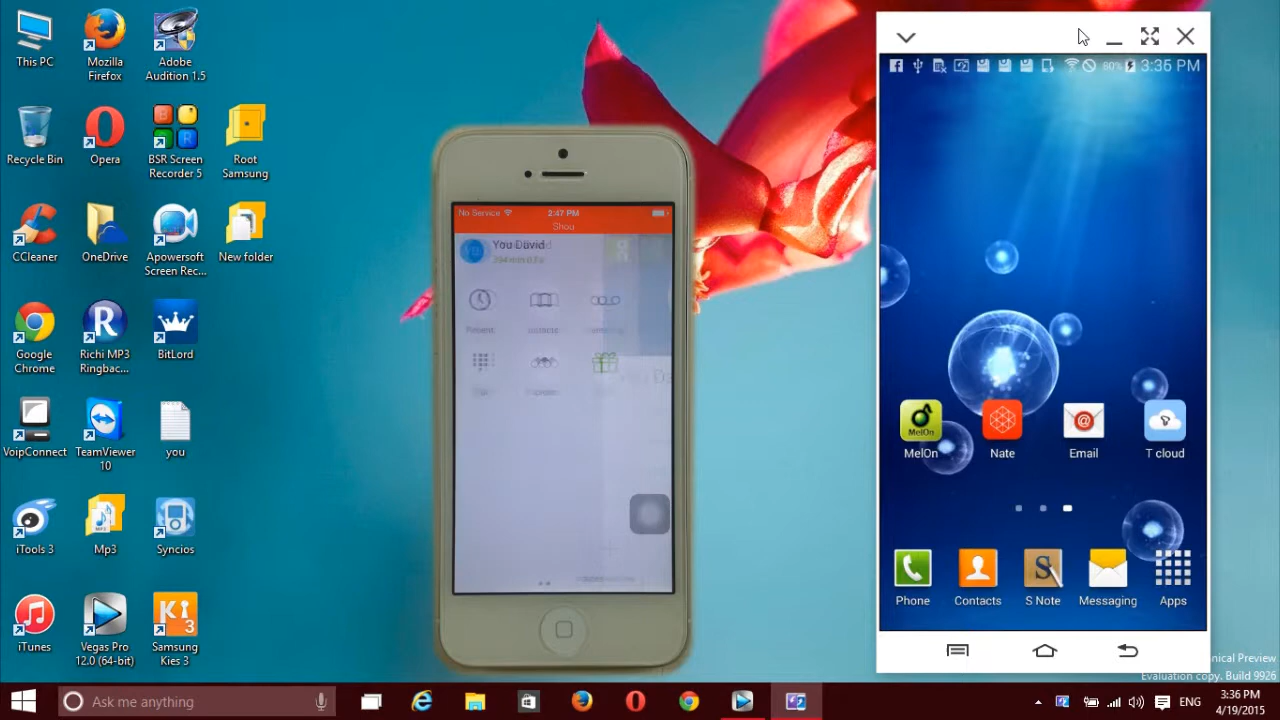 This PC
Mozilla
Firefox
Adobe
Audition 1.5
Recycle Bin
Opera
BSR Screen
Recorder 5
Root
Samsung
CCleaner
OneDrive
Apowersoft
Screen Rec...
New folder
Google
Chrome
Richi MP3
Ringbac...
BitLord
VoipConnect
TeamViewer
10
you
iTools 3
Mp3
Syncios
iTunes
Vegas Pro
12.0 (64-bit)
Samsung
Kies 3
No Service
2:47 PM
Shop
You David
3:35 PM
MelOn
MelOn
Nate
Email
T cloud
Phone
Contacts
S Note
Messaging
Apps
nical Preview
Evaluation copy. Build 9926
Ask me anything
ENG
3:36 PM
4/19/2015